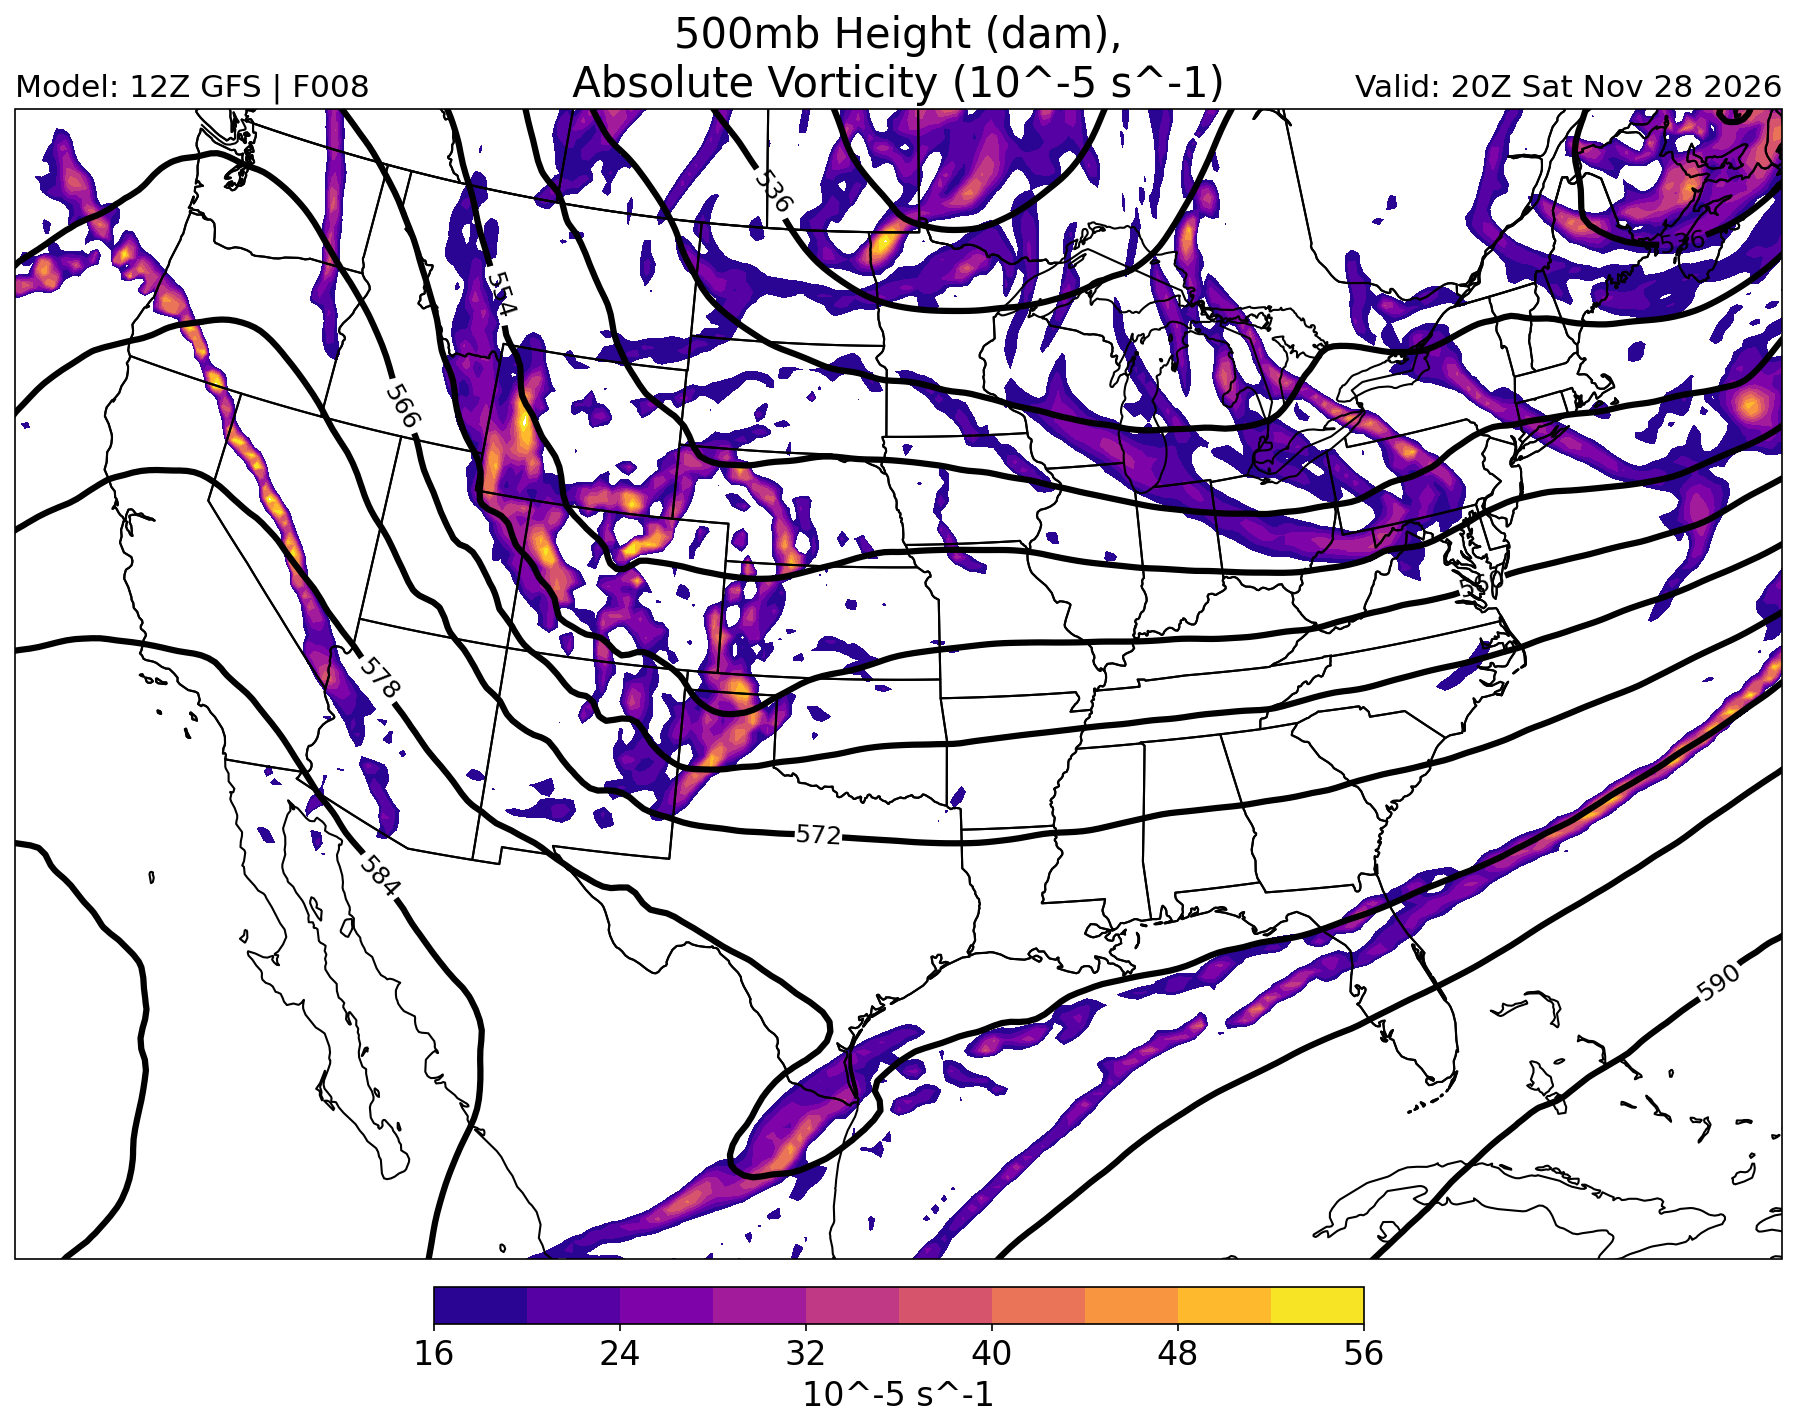 500mb Height (dam),
Model: 12Z GFS | F008
Absolute Vorticity (10^-5 s^-1)
Valid: 20Z Sat Nov 28 2026
536
536
554
566
560
578
572
584
590
16 24 32 40 48 56
10^-5 s^-1